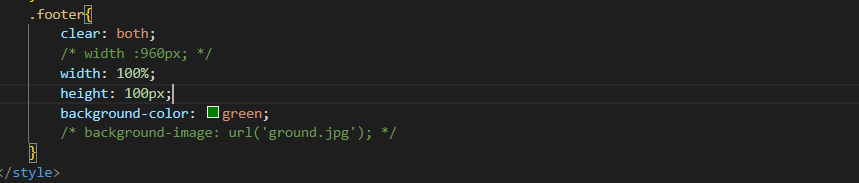 .footer{
clear: both;
/* width :960px; */
width: 100%;
height: 100px;
background-color: green;
/* background-image: url('ground.jpg'); */
}
</style>